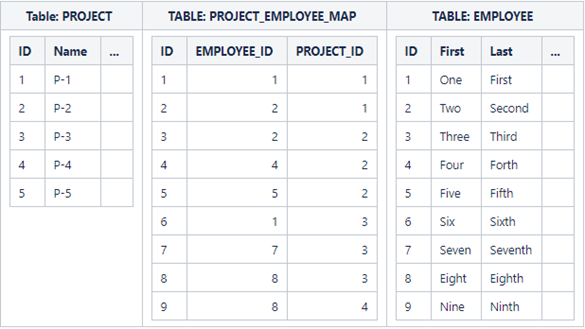 Table: PROJECT TABLE: PROJECT_EMPLOYEE_MAP TABLE: EMPLOYEE
ID Name ... ID EMPLOYEE_ID PROJECT_ID ID First Last ...
1 P-1 1 1 1 1 One First
2 P-2 2 2 1 2 Two Second
3 P-3 3 2 2 3 Three Third
4 P-4 4 4 2 4 Four Forth
5 P-5 5 5 2 5 Five Fifth
6 1 3 6 Six Sixth
7 7 3 7 Seven Seventh
8 8 3 8 Eight Eighth
9 8 4 9 Nine Ninth